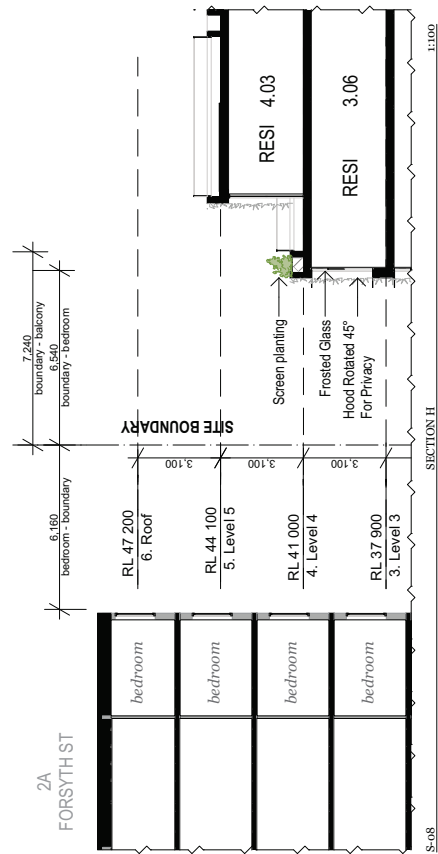 2A
FORSYTH ST
6,160
bedroom - boundary
7,240
boundary - balcony
6,540
boundary - bedroom
RL 47 200
6. Roof
RL 44 100
5. Level 5
RL 41 000
4. Level 4
RL 37 900
3. Level 3
3,100
3,100
3,100
SITE BOUNDARY
bedroom
bedroom
bedroom
bedroom
Screen planting
Frosted Glass
Hood Rotated 45°
For Privacy
RESI 4.03
RESI 3.06
S-08
SECTION H
1:100